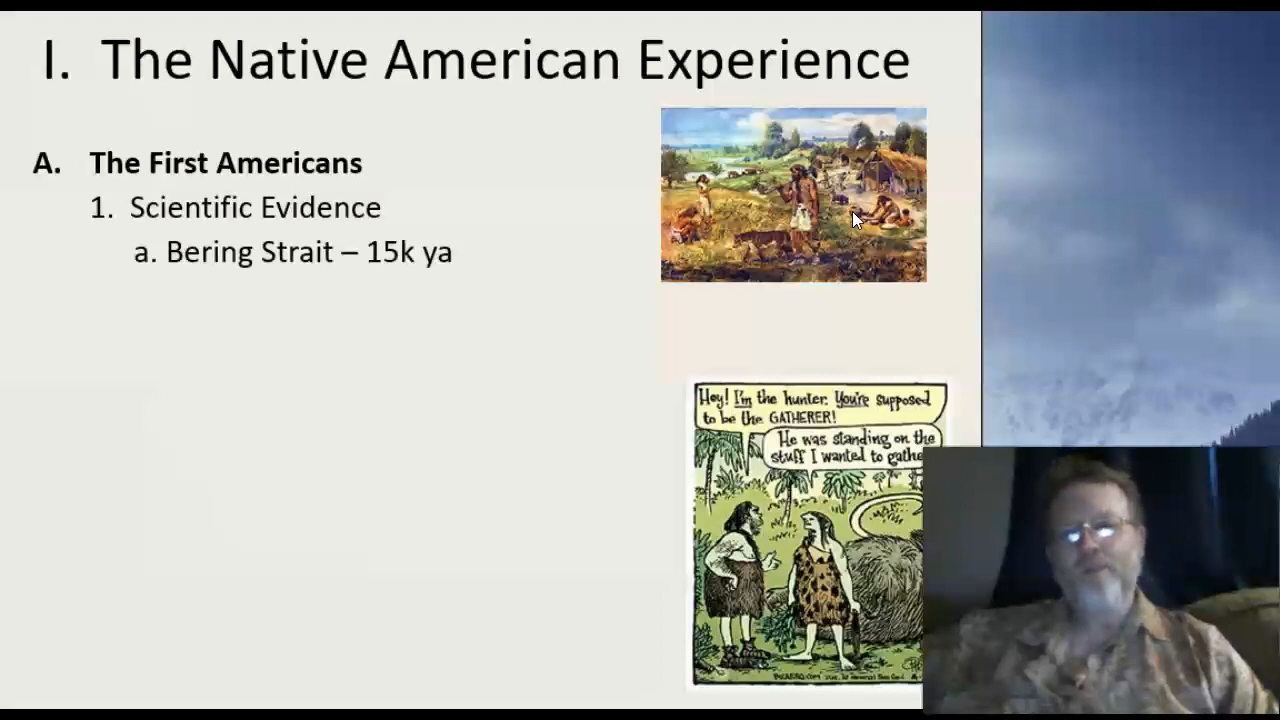 I. The Native American Experience
A. The First Americans
1. Scientific Evidence
a. Bering Strait – 15k ya
Hey! I'm the hunter. You're supposed
to be the GATHERER!
He was standing on the
stuff I wanted to gathe